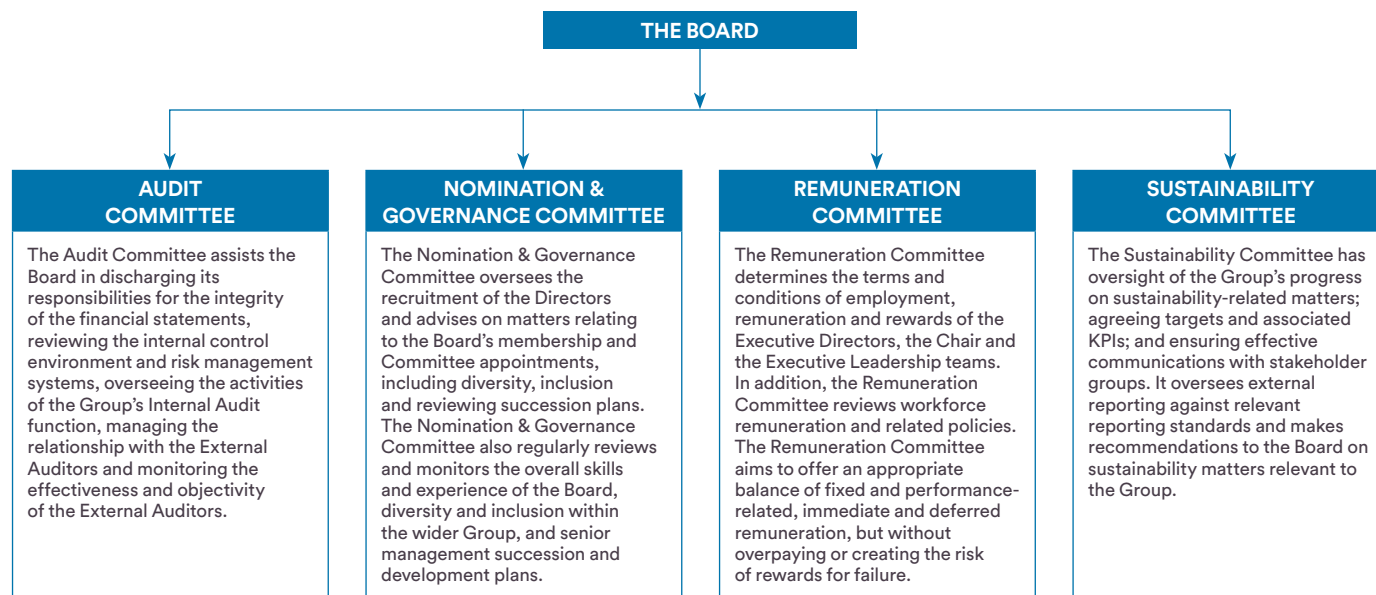 THE BOARD
AUDIT
COMMITTEE
The Audit Committee assists the
Board in discharging its
responsibilities for the integrity
of the financial statements,
reviewing the internal control
environment and risk management
systems, overseeing the activities
of the Group’s Internal Audit
function, managing the
relationship with the External
Auditors and monitoring the
effectiveness and objectivity
of the External Auditors.
NOMINATION &
GOVERNANCE COMMITTEE
The Nomination & Governance
Committee oversees the
recruitment of the Directors
and advises on matters relating
to the Board’s membership and
Committee appointments,
including diversity, inclusion
and reviewing succession plans.
The Nomination & Governance
Committee also regularly reviews
and monitors the overall skills
and experience of the Board,
diversity and inclusion within
the wider Group, and senior
management succession and
development plans.
REMUNERATION
COMMITTEE
The Remuneration Committee
determines the terms and
conditions of employment,
remuneration and rewards of the
Executive Directors, the Chair and
the Executive Leadership teams.
In addition, the Remuneration
Committee reviews workforce
remuneration and related policies.
The Remuneration Committee
aims to offer an appropriate
balance of fixed and performance-
related, immediate and deferred
remuneration, but without
overpaying or creating the risk
of rewards for failure.
SUSTAINABILITY
COMMITTEE
The Sustainability Committee has
oversight of the Group’s progress
on sustainability-related matters;
agreeing targets and associated
KPIs; and ensuring effective
communications with stakeholder
groups. It oversees external
reporting against relevant
reporting standards and makes
recommendations to the Board on
sustainability matters relevant to
the Group.